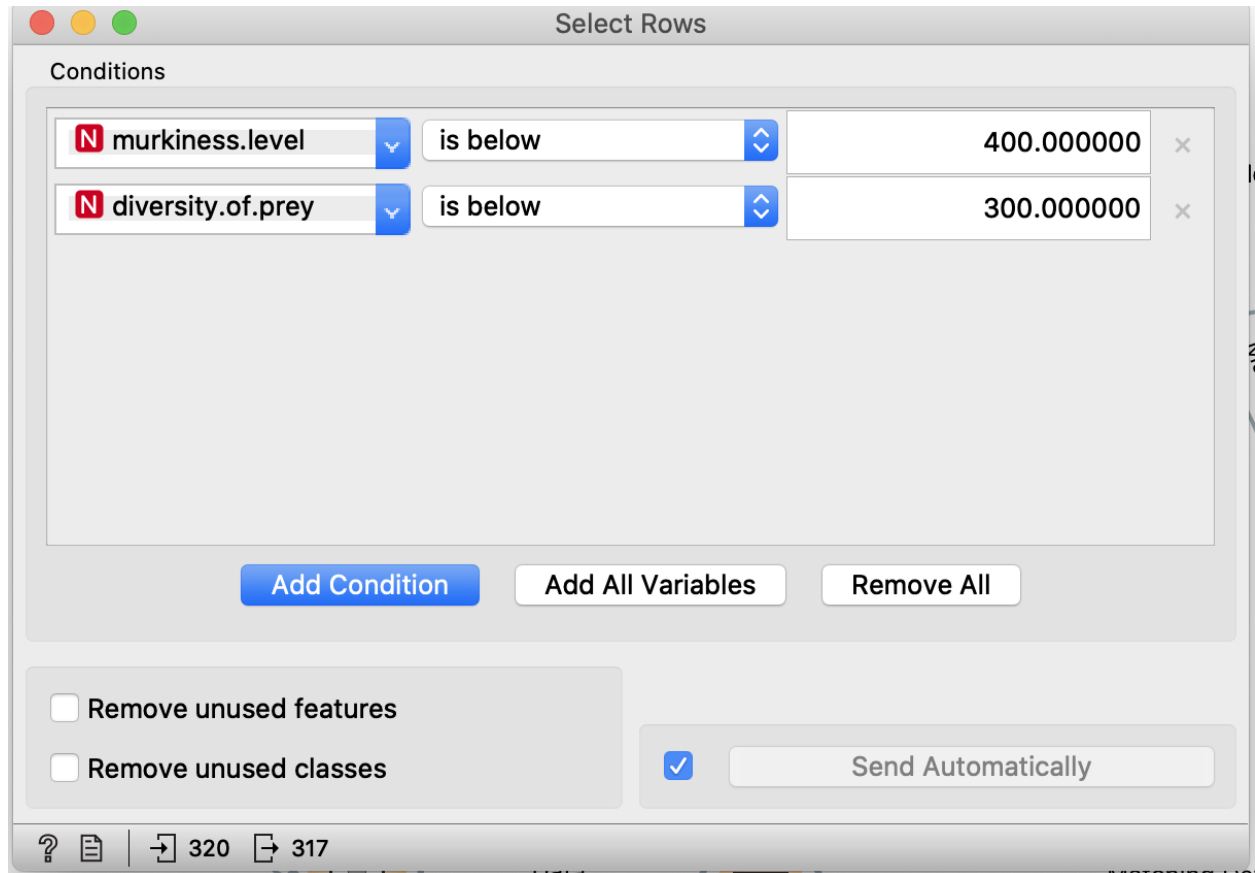 Select Rows
Conditions
N murkiness.level is below 400.000000 ×
N diversity.of.prey is below 300.000000 ×
Add Condition Add All Variables Remove All
Remove unused features
Remove unused classes
Send Automatically
? 320 317